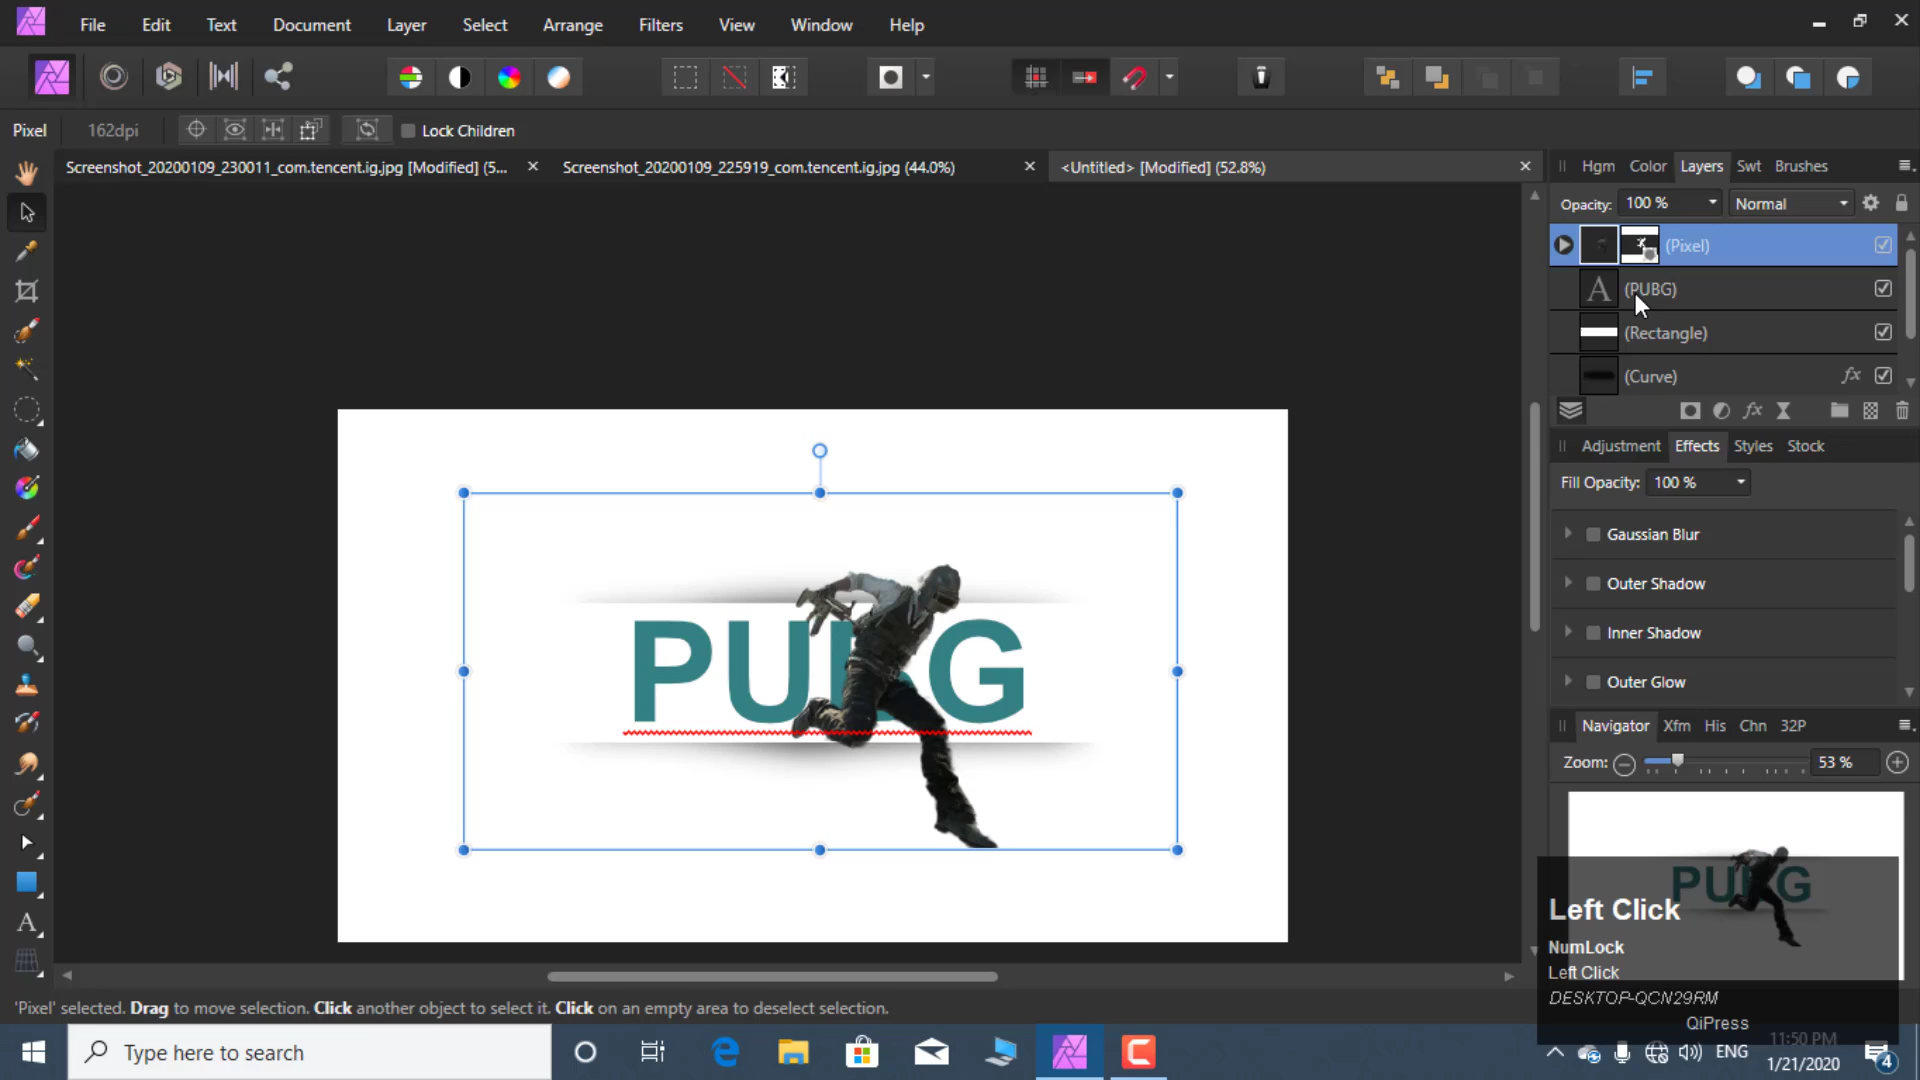 File Edit Text Document Layer Select Arrange Filters View Window Help
Pixel 162dpi Lock Children
Screenshot_20200109_230011_com.tencent.ig.jpg [Modified] (5... Screenshot_20200109_225919_com.tencent.ig.jpg (44.0%) <Untitled> [Modified] (52.8%)
Hgm Color Layers Swt Brushes
Opacity: 100 % Normal
(Pixel)
A (PUBG)
(Rectangle)
(Curve) fx
fx
Adjustment Effects Styles Stock
Fill Opacity: 100 %
Gaussian Blur
Outer Shadow
Inner Shadow
Outer Glow
PUBG
Navigator Xfm His Chn 32P
Zoom: 53 %
PUBG
Left Click
NumLock
Left Click
DESKTOP-QCN29RM
QiPress
A
'Pixel' selected. Drag to move selection. Click another object to select it. Click on an empty area to deselect selection.
Type here to search
ENG
11:50 PM
1/21/2020
4